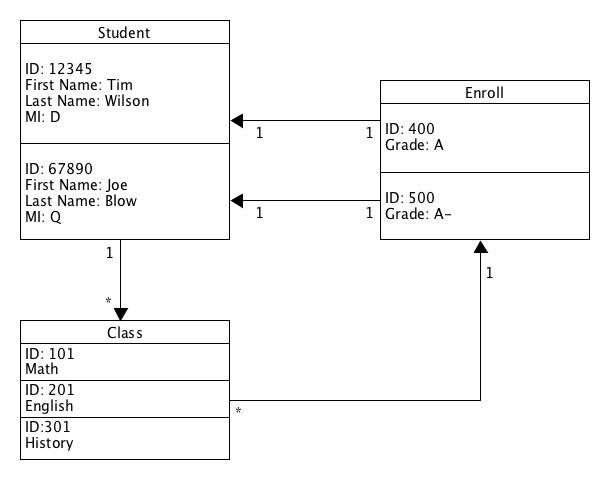 Student
ID: 12345
First Name: Tim
Last Name: Wilson
MI: D
ID: 67890
First Name: Joe
Last Name: Blow
MI: Q
Enroll
ID: 400
Grade: A
ID: 500
Grade: A-
1
1
1
1
1
*
1
*
Class
ID: 101
Math
ID: 201
English
ID:301
History